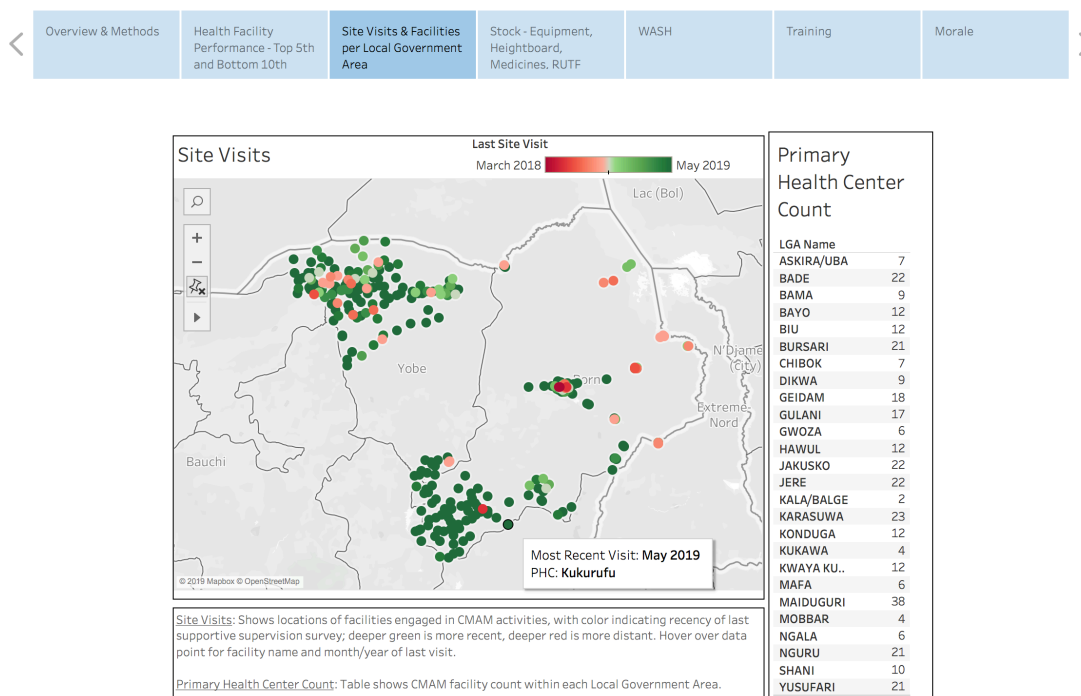 Overview & Methods
Health Facility
Performance - Top 5th
and Bottom 10th
Site Visits & Facilities
per Local Government
Area
Stock - Equipment,
Heightboard,
Medicines, RUTF
WASH
Training
Morale
Site Visits
Last Site Visit
March 2018
May 2019
Lac (Bol)
Yobe
Born
N'Djame
(city)
Extreme-
Nord
Bauchi
Most Recent Visit: May 2019
PHC: Kukurufu
© 2019 Mapbox © OpenStreetMap
Site Visits: Shows locations of facilities engaged in CMAM activities, with color indicating recency of last
supportive supervision survey; deeper green is more recent, deeper red is more distant. Hover over data
point for facility name and month/year of last visit.
Primary Health Center Count: Table shows CMAM facility count within each Local Government Area.
Primary
Health Center
Count
LGA Name
ASKIRA/UBA 7
BADE 22
BAMA 9
BAYO 12
BIU 12
BURSARI 21
CHIBOK 7
DIKWA 9
GEIDAM 18
GULANI 17
GWOZA 6
HAWUL 12
JAKUSKO 22
JERE 22
KALA/BALGE 2
KARASUWA 23
KONDUGA 12
KUKAWA 4
KWAYA KU.. 12
MAFA 6
MAIDUGURI 38
MOBBAR 4
NGALA 6
NGURU 21
SHANI 10
YUSUFARI 21